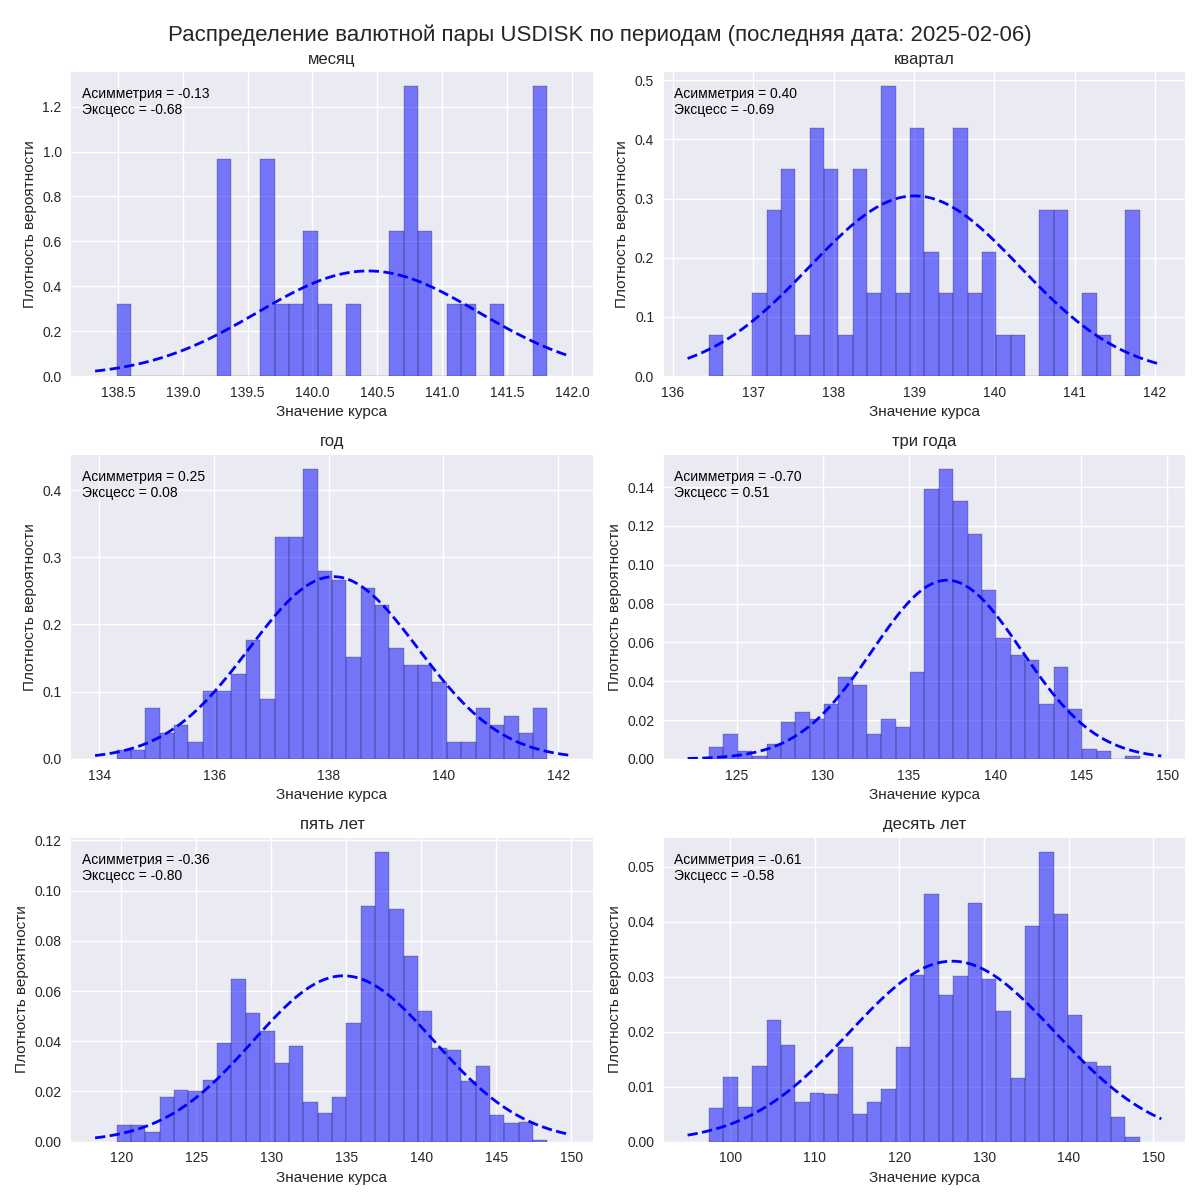 Распределение валютной пары USDISK по периодам (последняя дата: 2025-02-06)
месяц
Асимметрия = -0.13
Эксцесс = -0.68
Плотность вероятности
1.2
1.0
0.8
0.6
0.4
0.2
0.0
138.5 139.0 139.5 140.0 140.5 141.0 141.5 142.0
Значение курса
квартал
Асимметрия = 0.40
Эксцесс = -0.69
Плотность вероятности
0.5
0.4
0.3
0.2
0.1
0.0
136 137 138 139 140 141 142
Значение курса
год
Асимметрия = 0.25
Эксцесс = 0.08
Плотность вероятности
0.4
0.3
0.2
0.1
0.0
134 136 138 140 142
Значение курса
три года
Асимметрия = -0.70
Эксцесс = 0.51
Плотность вероятности
0.14
0.12
0.10
0.08
0.06
0.04
0.02
0.00
125 130 135 140 145 150
Значение курса
пять лет
Асимметрия = -0.36
Эксцесс = -0.80
Плотность вероятности
0.12
0.10
0.08
0.06
0.04
0.02
0.00
120 125 130 135 140 145 150
Значение курса
десять лет
Асимметрия = -0.61
Эксцесс = -0.58
Плотность вероятности
0.05
0.04
0.03
0.02
0.01
0.00
100 110 120 130 140 150
Значение курса